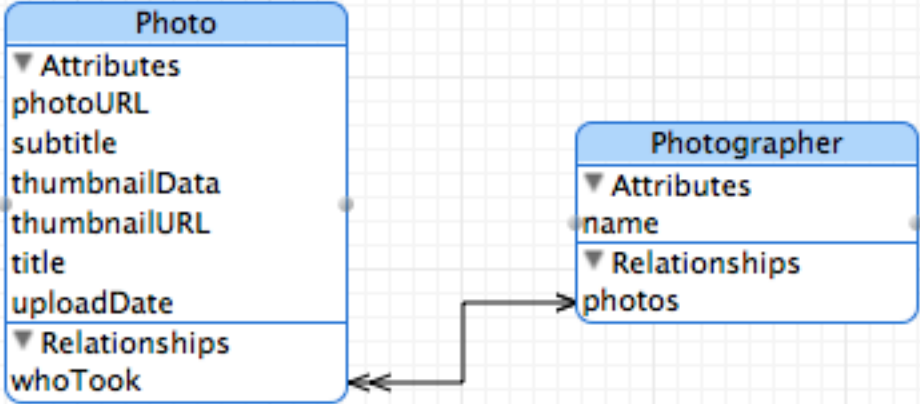 Photo
Attributes
photoURL
subtitle
thumbnailData
thumbnailURL
title
uploadDate
Relationships
whoTook
Photographer
Attributes
name
Relationships
photos